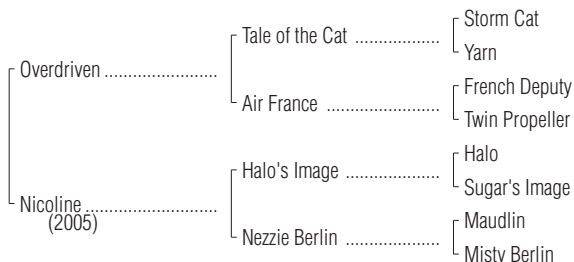 Storm Cat
Tale of the Cat ..................
Yarn
Overdriven ........................
French Deputy
Air France ........................
Twin Propeller
Halo
Halo's Image ....................
Sugar's Image
Nicoline ............................
(2005)
Maudlin
Nezzie Berlin .....................
Misty Berlin